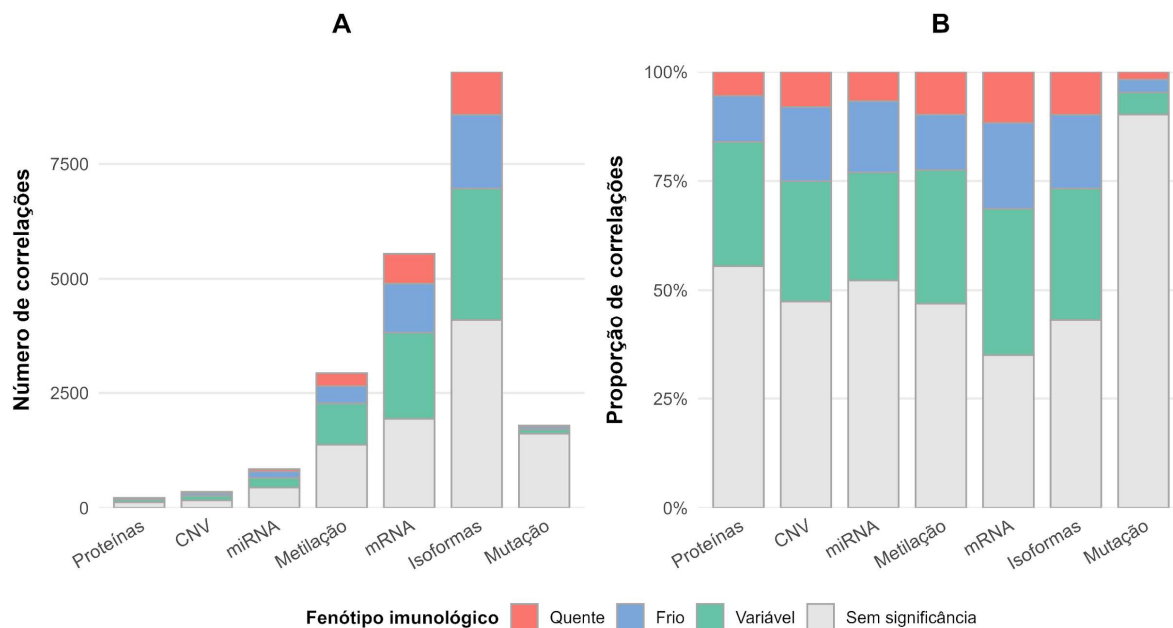 A
Número de correlações
7500
5000
2500
0
Proteínas
CNV
miRNA
Metilação
mRNA
Isoformas
Mutação
B
Proporção de correlações
100%
75%
50%
25%
0%
Proteínas
CNV
miRNA
Metilação
mRNA
Isoformas
Mutação
Fenótipo imunológico Quente Frio Variável Sem significância